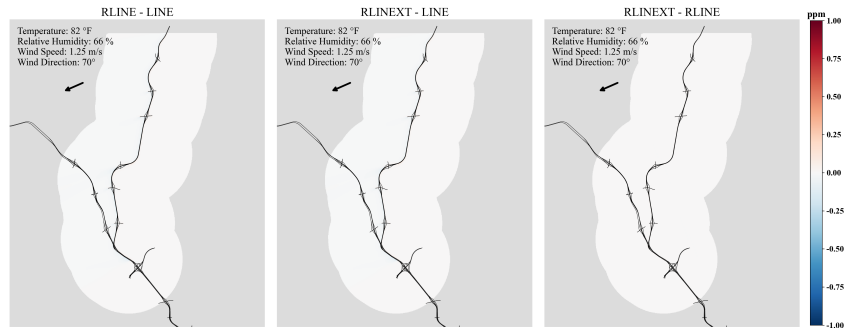 RLINE - LINE
Temperature: 82 °F
Relative Humidity: 66 %
Wind Speed: 1.25 m/s
Wind Direction: 70°
RLINEXT - LINE
Temperature: 82 °F
Relative Humidity: 66 %
Wind Speed: 1.25 m/s
Wind Direction: 70°
RLINEXT - RLINE
Temperature: 82 °F
Relative Humidity: 66 %
Wind Speed: 1.25 m/s
Wind Direction: 70°
ppm
1.00
0.75
0.50
0.25
0.00
-0.25
-0.50
-0.75
-1.00